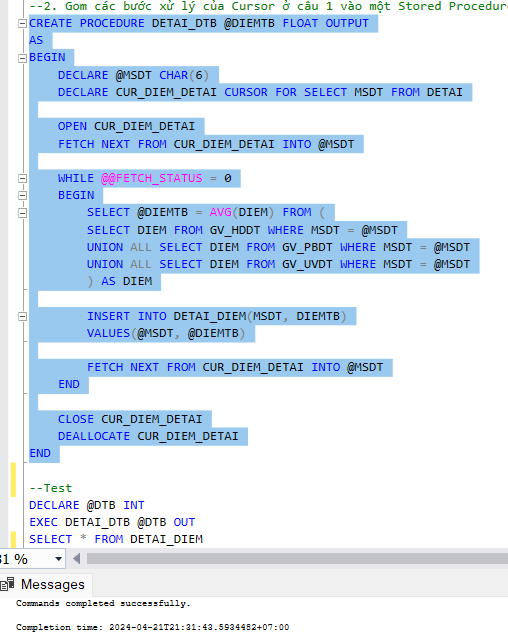 --2. Gom các bước xử lý của Cursor ở câu 1 vào một Stored Procedur
CREATE PROCEDURE DETAI_DTB @DIEMTB FLOAT OUTPUT
AS
BEGIN
DECLARE @MSDT CHAR(6)
DECLARE CUR_DIEM_DETAI CURSOR FOR SELECT MSDT FROM DETAI
OPEN CUR_DIEM_DETAI
FETCH NEXT FROM CUR_DIEM_DETAI INTO @MSDT
WHILE @@FETCH_STATUS = 0
BEGIN
SELECT @DIEMTB = AVG(DIEM) FROM (
SELECT DIEM FROM GV_HDDT WHERE MSDT = @MSDT
UNION ALL SELECT DIEM FROM GV_PBDT WHERE MSDT = @MSDT
UNION ALL SELECT DIEM FROM GV_UVDT WHERE MSDT = @MSDT
) AS DIEM
INSERT INTO DETAI_DIEM(MSDT, DIEMTB)
VALUES(@MSDT, @DIEMTB)
FETCH NEXT FROM CUR_DIEM_DETAI INTO @MSDT
END
CLOSE CUR_DIEM_DETAI
DEALLOCATE CUR_DIEM_DETAI
END
--Test
DECLARE @DTB INT
EXEC DETAI_DTB @DTB OUT
SELECT * FROM DETAI_DIEM
31 %
Messages
Commands completed successfully.
Completion time: 2024-04-21T21:31:43.5934482+07:00